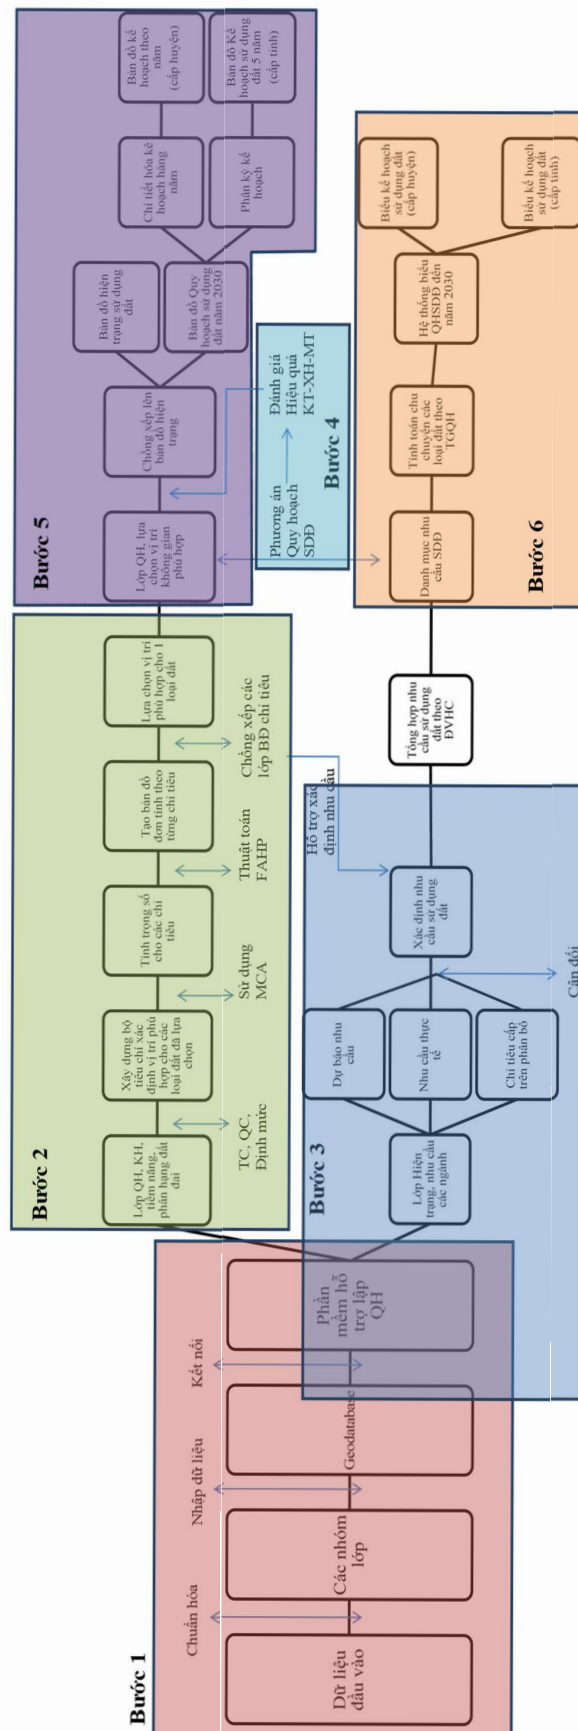 Bước 1
Chuẩn hóa
Nhập dữ liệu
Kết nối
Dữ liệu
đầu vào
Các nhóm
lớp
Geodatabase
Phần
mềm hỗ
trợ lập
QH
Bước 2
Lớp QH, KH,
tiềm năng,
phân hạng đất
đai
Xây dựng bộ
tiêu chí xác
định vị trí phù
hợp cho các
loại đất đã lựa
chọn
Tính trọng số
cho các chỉ
tiêu
Tạo bản đồ
đơn tính theo
từng chỉ tiêu
Lựa chọn vị trí
phù hợp cho 1
loại đất
TC, QC,
Định mức
Sử dụng
MCA
Thuật toán
FAHP
Chồng xếp các
lớp BĐ chỉ tiêu
Bước 3
Lớp Hiện
trạng, nhu cầu
các ngành
Dự báo nhu
cầu
Nhu cầu thực
tế
Chỉ tiêu cấp
trên phân bổ
Xác định nhu
cầu sử dụng
đất
Hỗ trợ xác
định nhu cầu
Cân đối
Tổng hợp nhu
cầu sử dụng
đất theo
ĐVHC
Bước 5
Lớp QH, lựa
chọn vị trí
không gian
phù hợp
Chồng xếp lên
bản đồ hiện
trạng
Bản đồ hiện
trạng sử dụng
đất
Bản đồ Quy
hoạch sử dụng
đất năm 2030
Chi tiết hóa kế
hoạch hàng
năm
Phân kỳ kế
hoạch
Bản đồ kế
hoạch theo
năm
(cấp huyện)
Bản đồ Kế
hoạch sử dụng
đất 5 năm
(cấp tỉnh)
Phương án
Quy hoạch
SDĐ
Đánh giá
Hiệu quả
KT-XH-MT
Bước 4
Danh mục nhu
cầu SDĐ
Tính toán chu
chuyển các
loại đất theo
TGQH
Hệ thống biểu
QHSDĐ đến
năm 2030
Biểu kế hoạch
sử dụng đất
(cấp huyện)
Biểu kế hoạch
sử dụng đất
(cấp tỉnh)
Bước 6